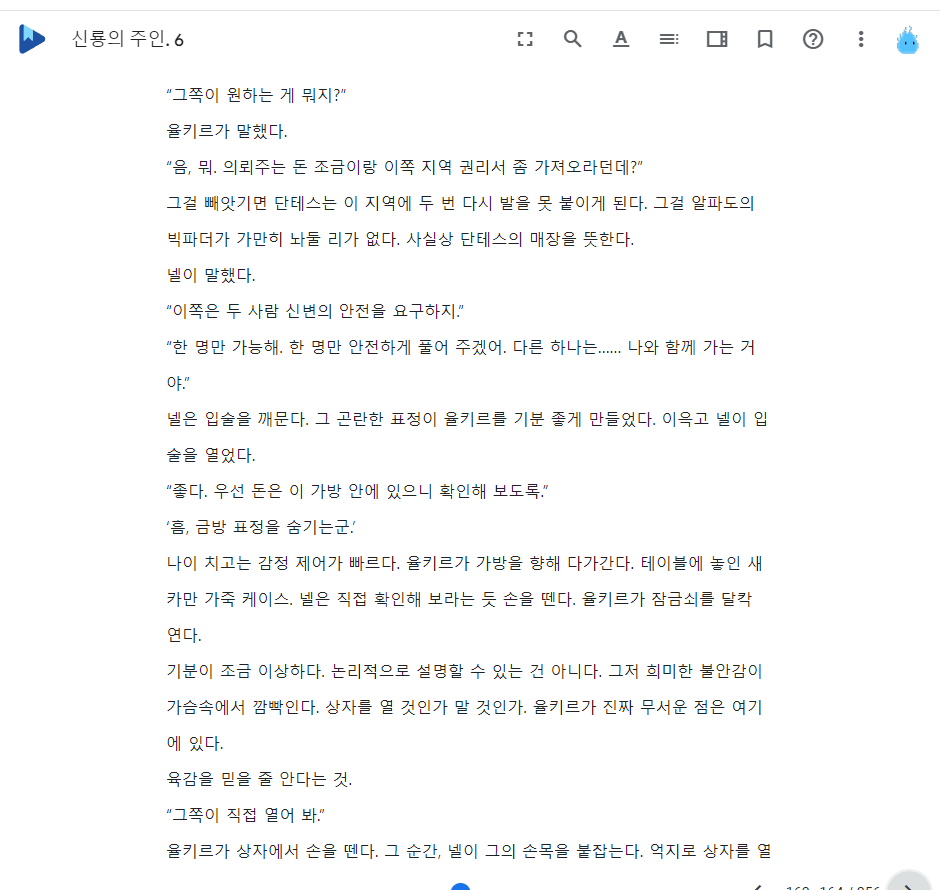 신룡의 주인. 6
"그쪽이 원하는 게 뭐지?"
율키르가 말했다.
"음, 뭐. 의뢰주는 돈 조금이랑 이쪽 지역 권리서 좀 가져오라던데?"
그걸 빼앗기면 단테스는 이 지역에 두 번 다시 발을 못 붙이게 된다. 그걸 알파도의
빅파더가 가만히 놔둘 리가 없다. 사실상 단테스의 매장을 뜻한다.
넬이 말했다.
"이쪽은 두 사람 신변의 안전을 요구하지."
"한 명만 가능해. 한 명만 안전하게 풀어 주겠어. 다른 하나는…… 나와 함께 가는 거
야."
넬은 입술을 깨문다. 그 곤란한 표정이 율키르를 기분 좋게 만들었다. 이윽고 넬이 입
술을 열었다.
"좋다. 우선 돈은 이 가방 안에 있으니 확인해 보도록."
'흠, 금방 표정을 숨기는군.'
나이 치고는 감정 제어가 빠르다. 율키르가 가방을 향해 다가간다. 테이블에 놓인 새
카만 가죽 케이스. 넬은 직접 확인해 보라는 듯 손을 뗀다. 율키르가 잠금쇠를 달칵
연다.
기분이 조금 이상하다. 논리적으로 설명할 수 있는 건 아니다. 그저 희미한 불안감이
가슴속에서 깜빡인다. 상자를 열 것인가 말 것인가. 율키르가 진짜 무서운 점은 여기
에 있다.
육감을 믿을 줄 안다는 것.
"그쪽이 직접 열어 봐."
율키르가 상자에서 손을 뗀다. 그 순간, 넬이 그의 손목을 붙잡는다. 억지로 상자를 열